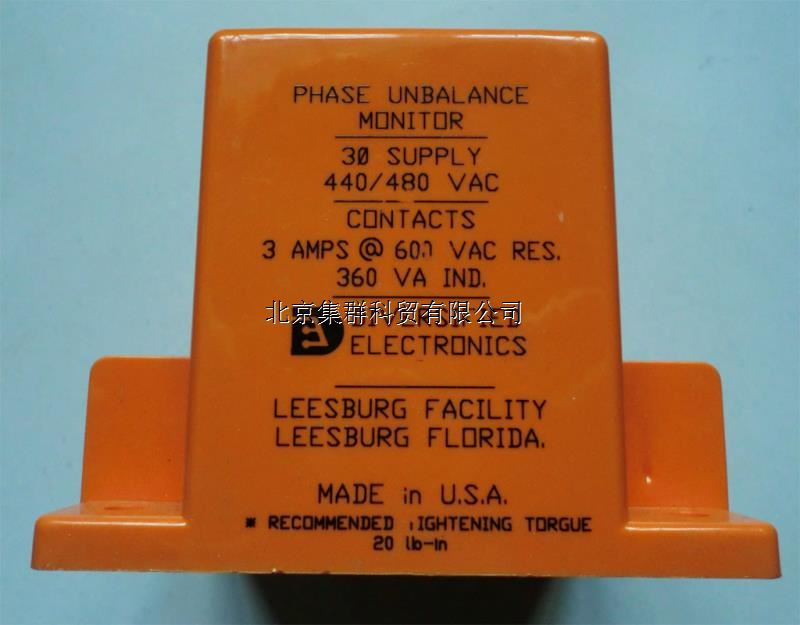 PHASE UNBALANCE
MONITOR
3Ø SUPPLY
440/480 VAC
CONTACTS
3 AMPS @ 600 VAC RES.
360 VA IND.
北京集群科贸有限公司
ELECTRONICS
LEESBURG FACILITY
LEESBURG FLORIDA.
MADE in U.S.A.
* RECOMMENDED TIGHTENING TORGUE
20 lb-in